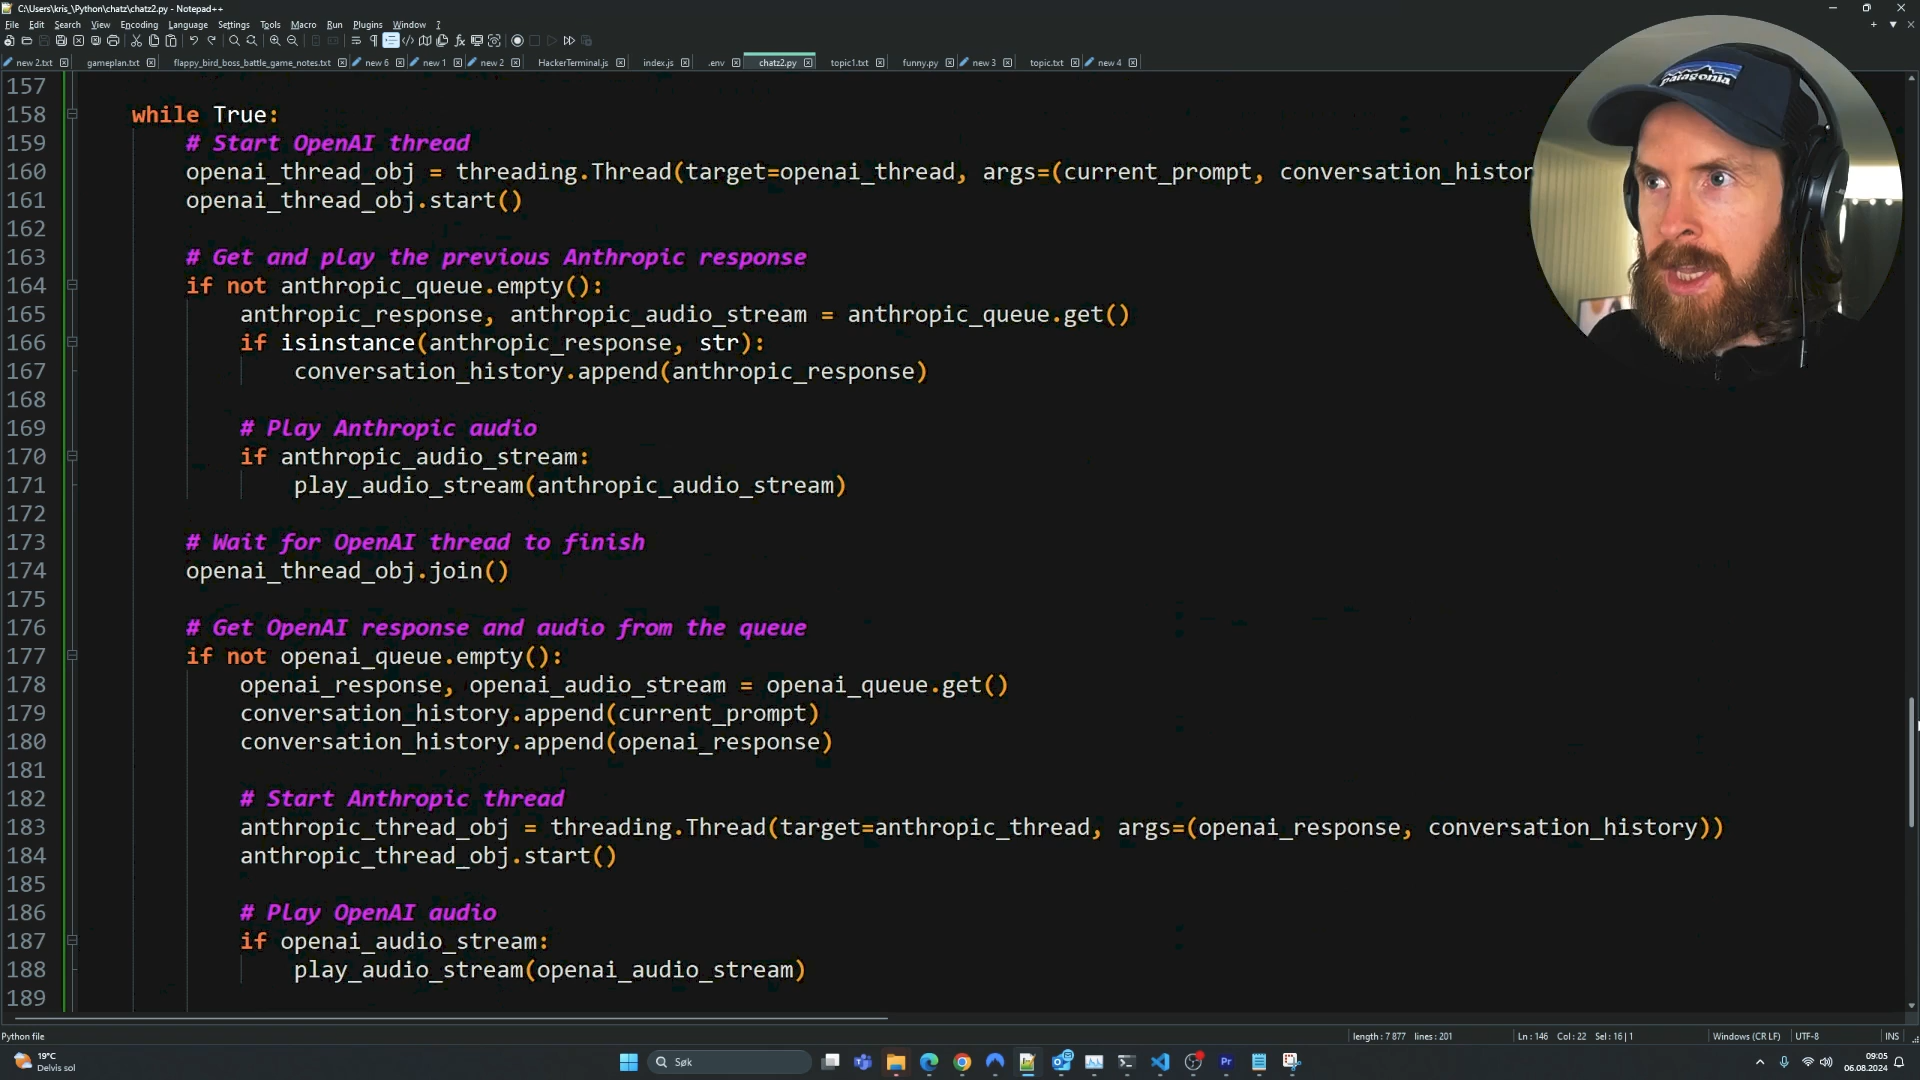 C:\Users\kris_\Python\chatz\chatz2.py - Notepad++
File Edit Search View Encoding Language Settings Tools Macro Run Plugins Window ?
new 2.txt gameplan.txt flappy_bird_boss_battle_game_notes.txt new 6 new 1 new 2 HackerTerminal.js index.js .env chatz2.py topic1.txt funny.py new 3 topic.txt new 4
patagonia
157
158 while True:
159 # Start OpenAI thread
160 openai_thread_obj = threading.Thread(target=openai_thread, args=(current_prompt, conversation_histor
161 openai_thread_obj.start()
162
163 # Get and play the previous Anthropic response
164 if not anthropic_queue.empty():
165 anthropic_response, anthropic_audio_stream = anthropic_queue.get()
166 if isinstance(anthropic_response, str):
167 conversation_history.append(anthropic_response)
168
169 # Play Anthropic audio
170 if anthropic_audio_stream:
171 play_audio_stream(anthropic_audio_stream)
172
173 # Wait for OpenAI thread to finish
174 openai_thread_obj.join()
175
176 # Get OpenAI response and audio from the queue
177 if not openai_queue.empty():
178 openai_response, openai_audio_stream = openai_queue.get()
179 conversation_history.append(current_prompt)
180 conversation_history.append(openai_response)
181
182 # Start Anthropic thread
183 anthropic_thread_obj = threading.Thread(target=anthropic_thread, args=(openai_response, conversation_history))
184 anthropic_thread_obj.start()
185
186 # Play OpenAI audio
187 if openai_audio_stream:
188 play_audio_stream(openai_audio_stream)
189
Python file length : 7 877 lines : 201 Ln : 146 Col : 22 Sel : 16 | 1 Windows (CR LF) UTF-8 INS
19°C
Delvis sol
Søk
Pr
09:05
06.08.2024